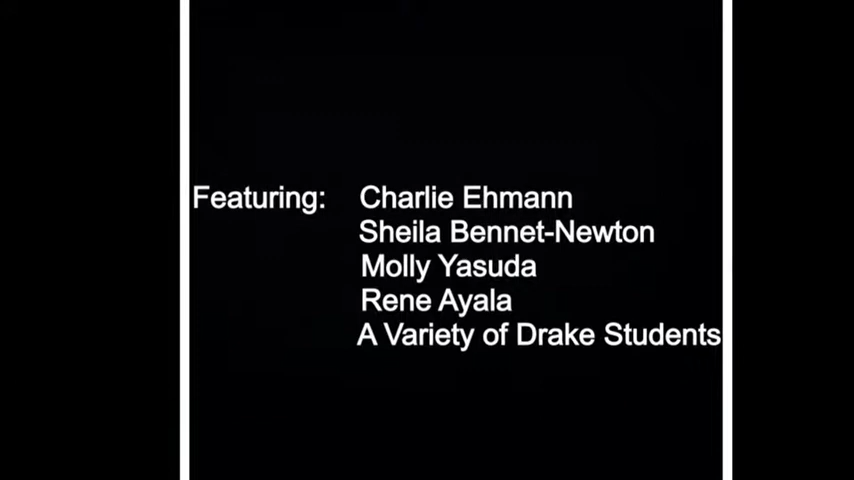 Featuring: Charlie Ehmann
Sheila Bennet-Newton
Molly Yasuda
Rene Ayala
A Variety of Drake Students